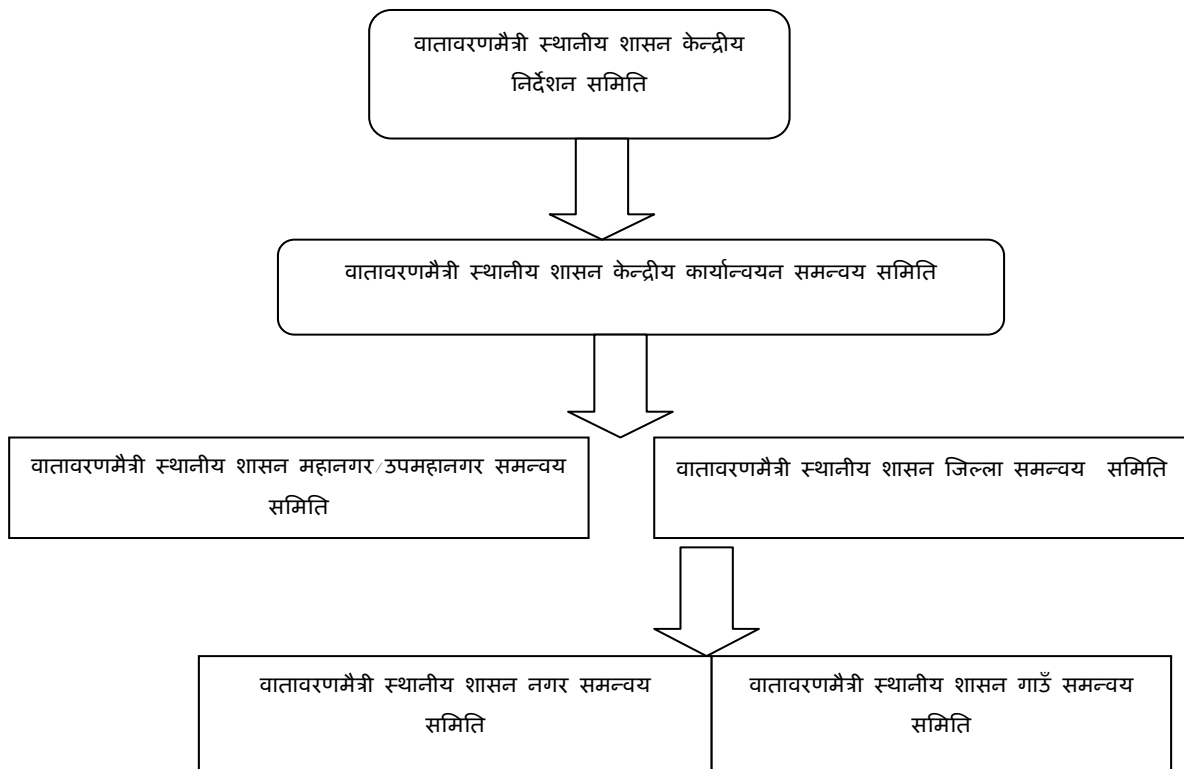 वातावरणमैत्री स्थानीय शासन केन्द्रीय
निर्देशन समिति
वातावरणमैत्री स्थानीय शासन केन्द्रीय कार्यान्वयन समन्वय समिति
वातावरणमैत्री स्थानीय शासन महानगर/उपमहानगर समन्वय
समिति
वातावरणमैत्री स्थानीय शासन जिल्ला समन्वय समिति
वातावरणमैत्री स्थानीय शासन नगर समन्वय
समिति
वातावरणमैत्री स्थानीय शासन गाउँ समन्वय
समिति